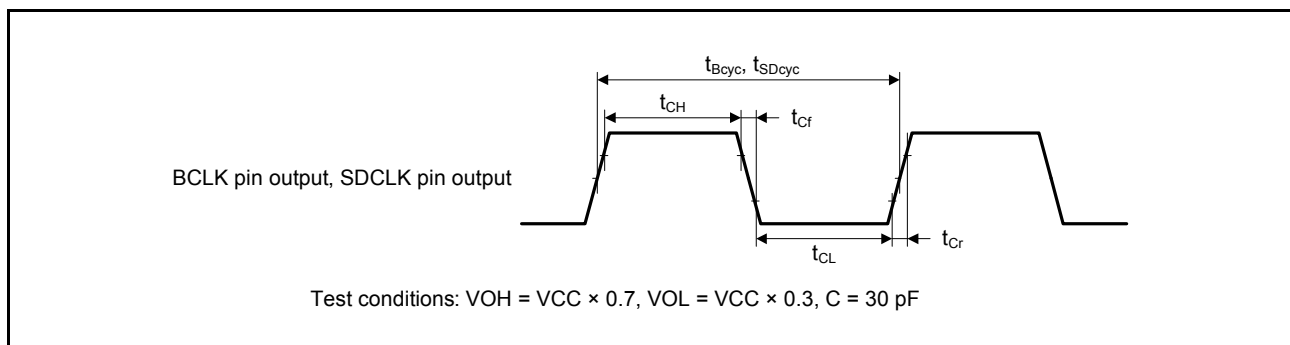 tBcyc, tSDcyc
tCH
tCf
BCLK pin output, SDCLK pin output
tCL
tCr
Test conditions: VOH = VCC × 0.7, VOL = VCC × 0.3, C = 30 pF